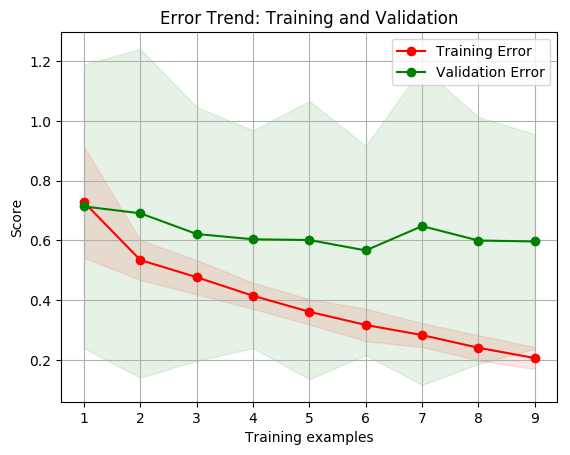 Error Trend: Training and Validation
Training Error
Validation Error
Score
1.2
1.0
0.8
0.6
0.4
0.2
1 2 3 4 5 6 7 8 9
Training examples